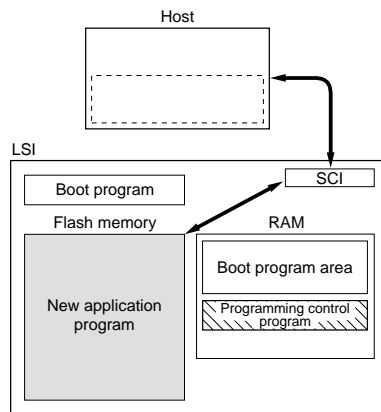 Host
LSI
Boot program
SCI
Flash memory
RAM
New application
program
Boot program area
Programming control
program